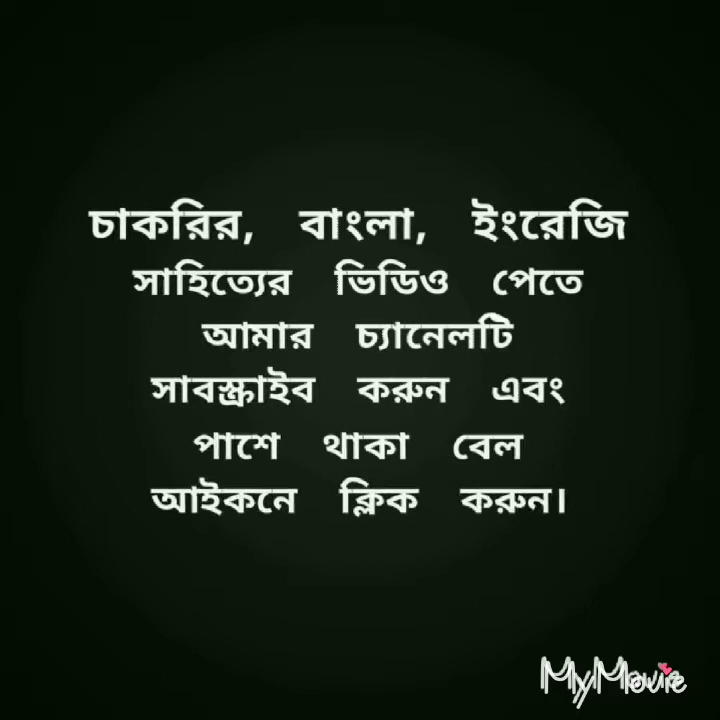 চাকরির, বাংলা, ইংরেজি
সাহিত্যের ভিডিও পেতে
আমার চ্যানেলটি
সাবস্ক্রাইব করুন এবং
পাশে থাকা বেল
আইকনে ক্লিক করুন।
MyMovie